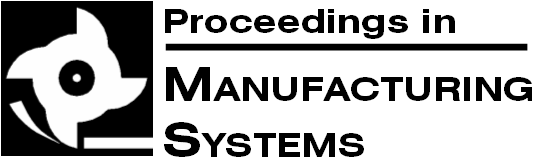 Proceedings in
MANUFACTURING
SYSTEMS